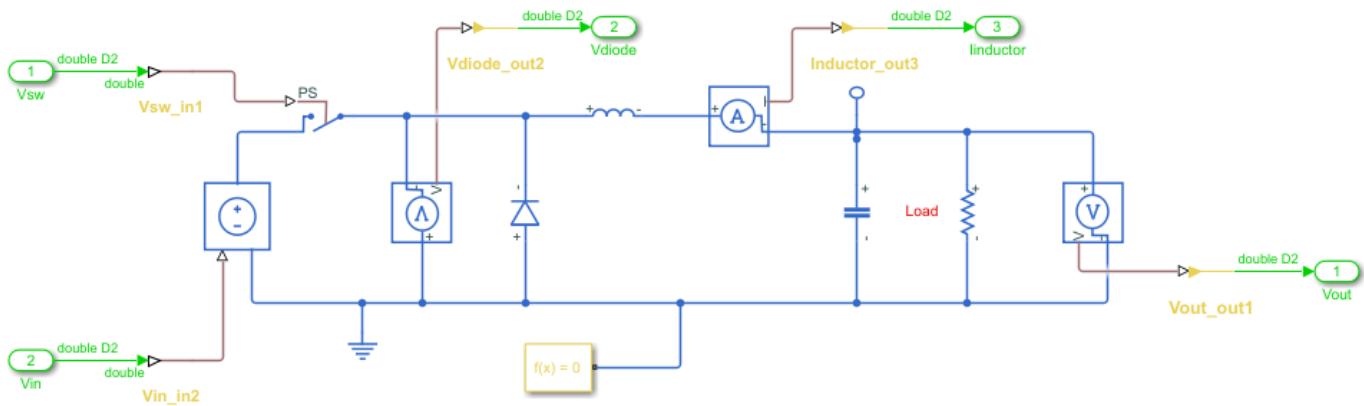 double D2
2
Vdiode
Vdiode_out2
double D2
3
Iinductor
Inductor_out3
1
Vsw
double D2
double
Vsw_in1
PS
A
V
V
Load
V
V
double D2
1
Vout
Vout_out1
2
Vin
double D2
double
Vin_in2
f(x) = 0